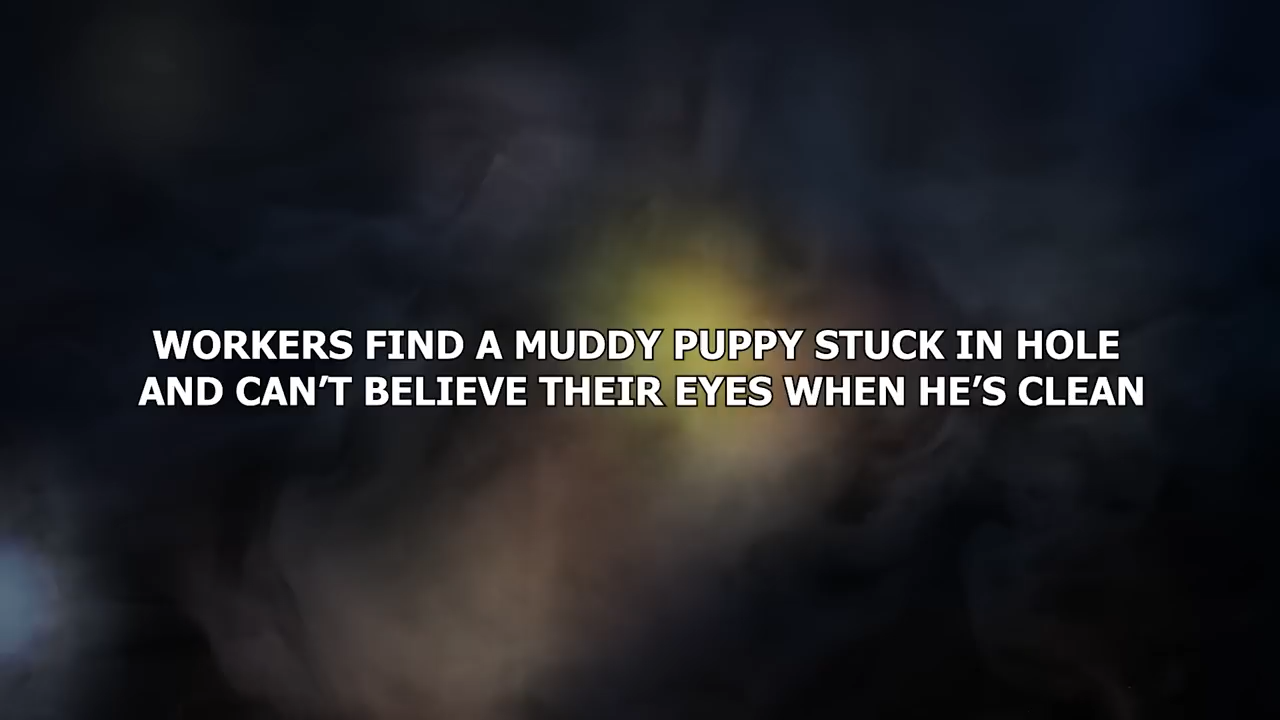 WORKERS FIND A MUDDY PUPPY STUCK IN HOLE
AND CAN’T BELIEVE THEIR EYES WHEN HE’S CLEAN